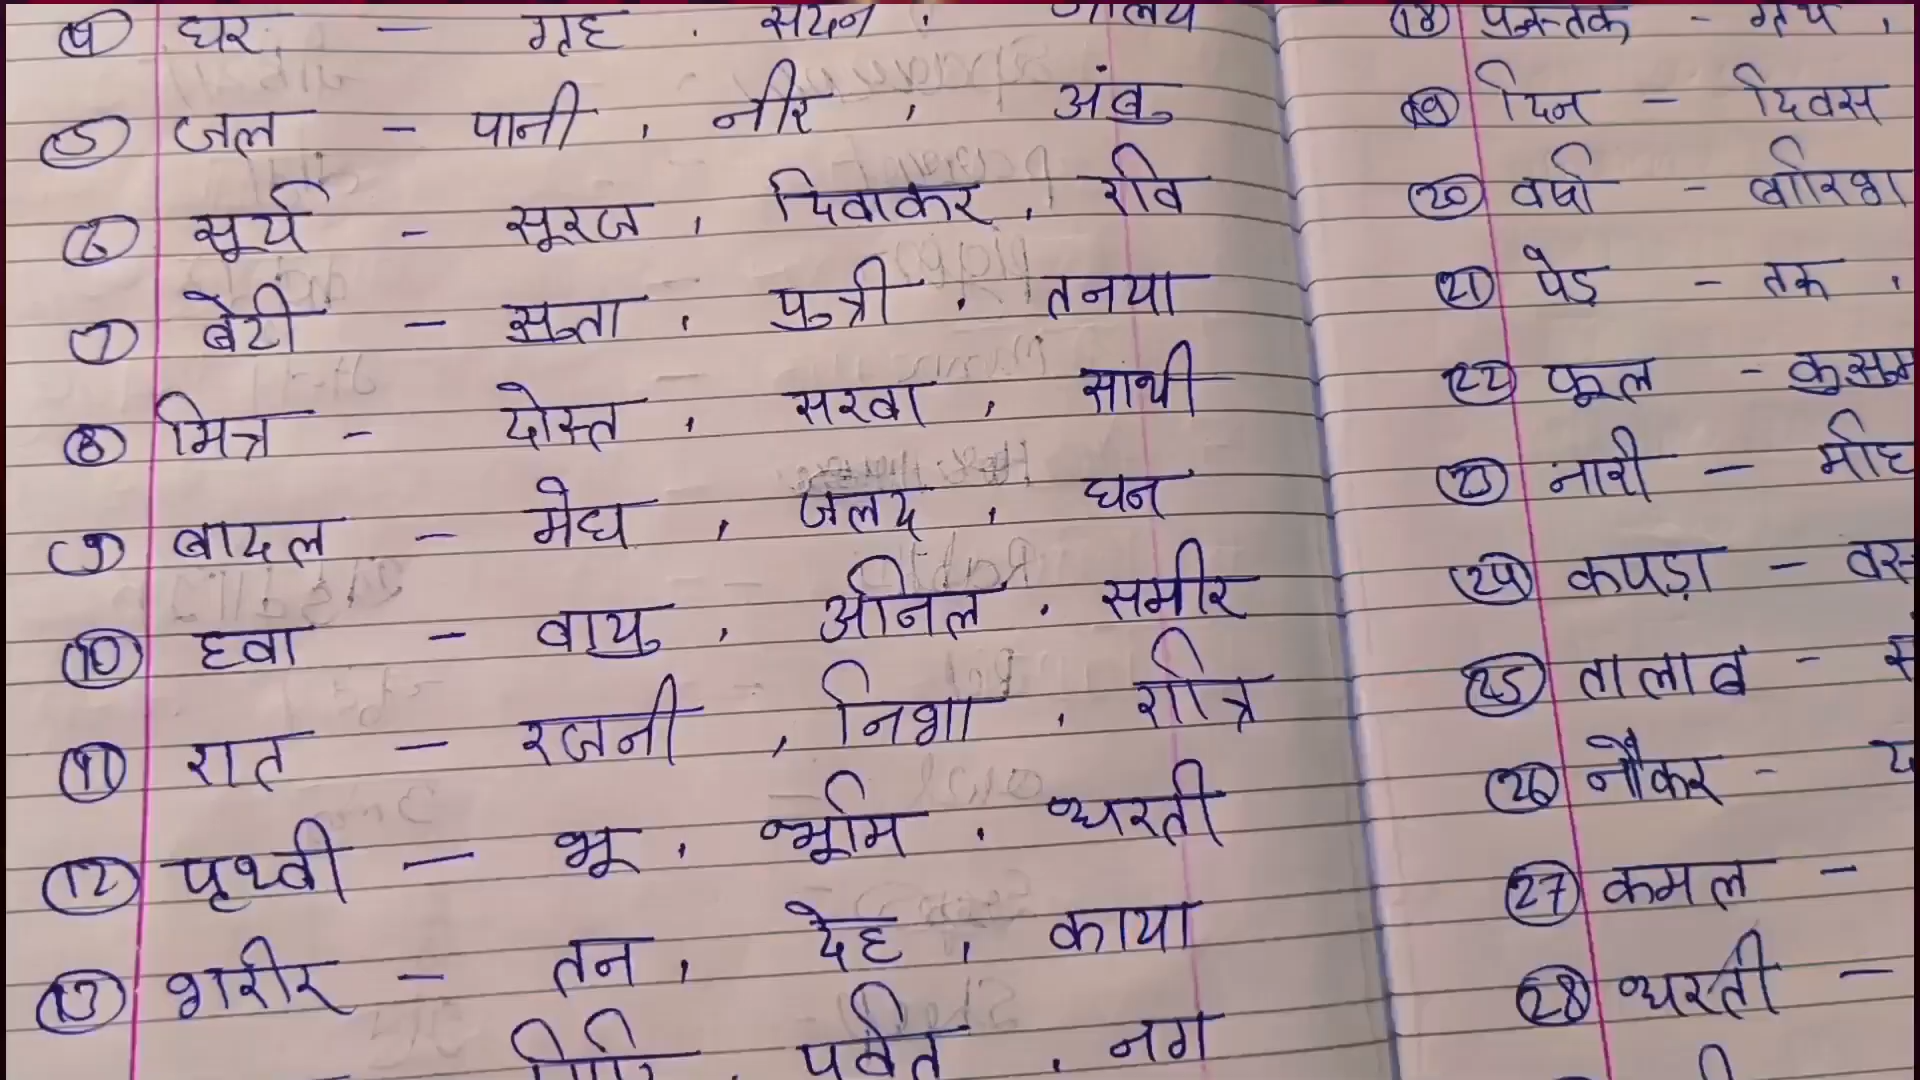 ④ घर - गृह , सदन , आलय
⑤ जल - पानी , नीर , अंबु
⑥ सूर्य - सूरज , दिवाकर , रवि
⑦ बेटी - सुता , पुत्री , तनया
⑧ मित्र - दोस्त , सखा , साथी
⑨ बादल - मेघ , जलद , घन
⑩ हवा - वायु , अनिल , समीर
⑪ रात - रजनी , निशा , रात्रि
⑫ पृथ्वी - भू , भूमि , धरती
⑬ शरीर - तन , देह , काया
पर्वत , नग
⑱ पुस्तक -
⑲ दिन - दिवस
⑳ वर्षा - बारिश
㉑ पेड़ - तरू ,
㉒ फूल - कुसुम
㉓ नारी -
㉔ कपड़ा -
㉕ तालाब -
㉖ नौकर -
㉗ कमल -
㉘ धरती -